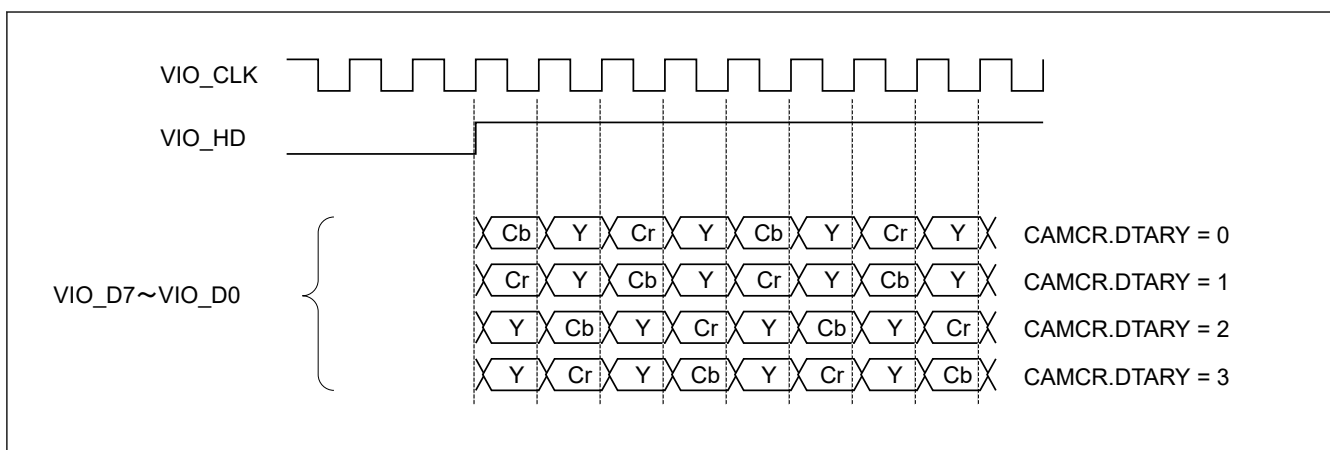 VIO_CLK
VIO_HD
Cb Y Cr Y Cb Y Cr Y CAMCR.DTARY = 0
Cr Y Cb Y Cr Y Cb Y CAMCR.DTARY = 1
VIO_D7～VIO_D0
Y Cb Y Cr Y Cb Y Cr CAMCR.DTARY = 2
Y Cr Y Cb Y Cr Y Cb CAMCR.DTARY = 3